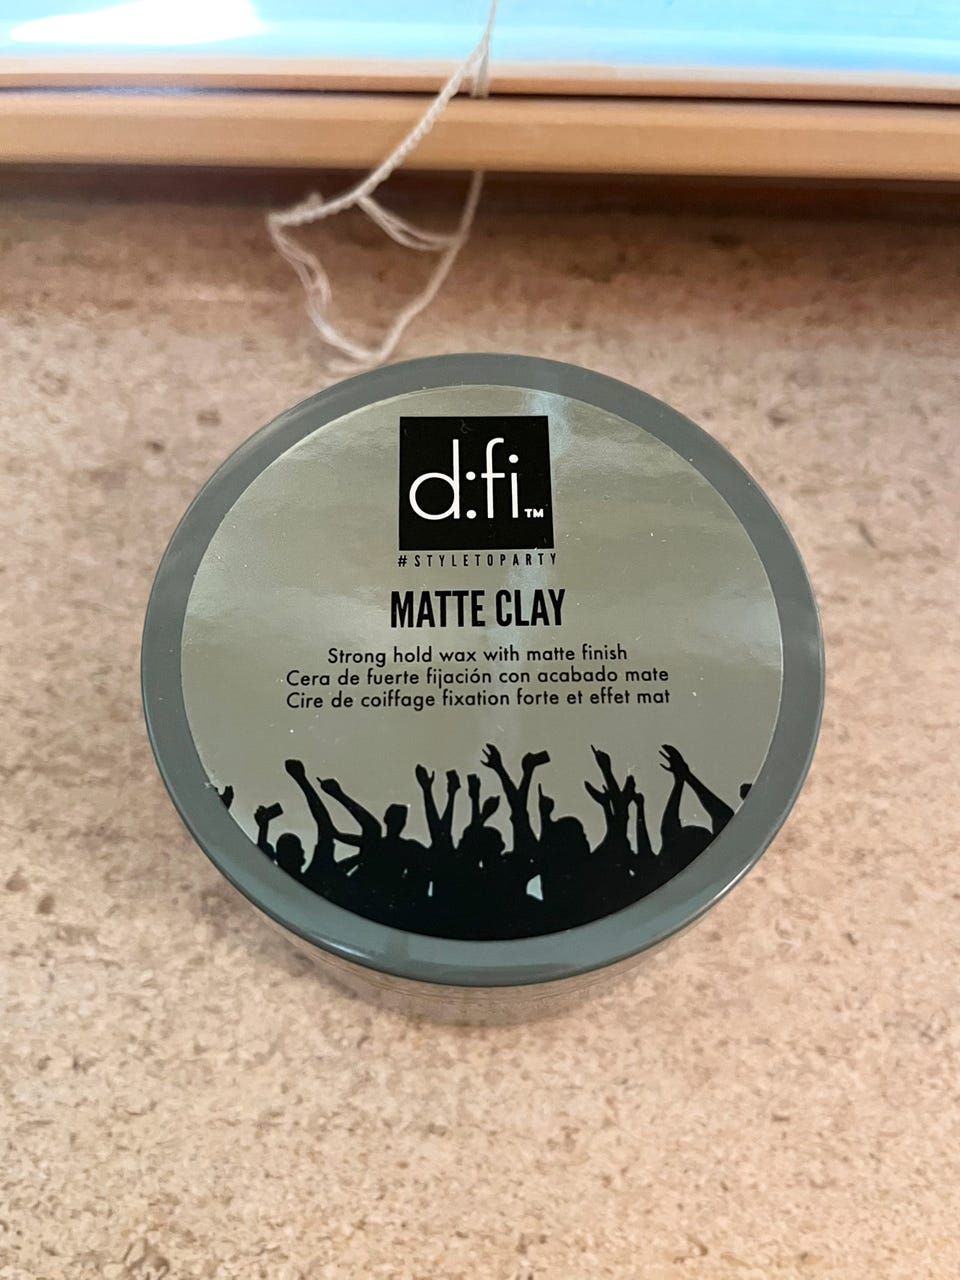 d:fi™
#STYLETOPARTY
MATTE CLAY
Strong hold wax with matte finish
Cera de fuerte fijación con acabado mate
Cire de coiffage fixation forte et effet mat